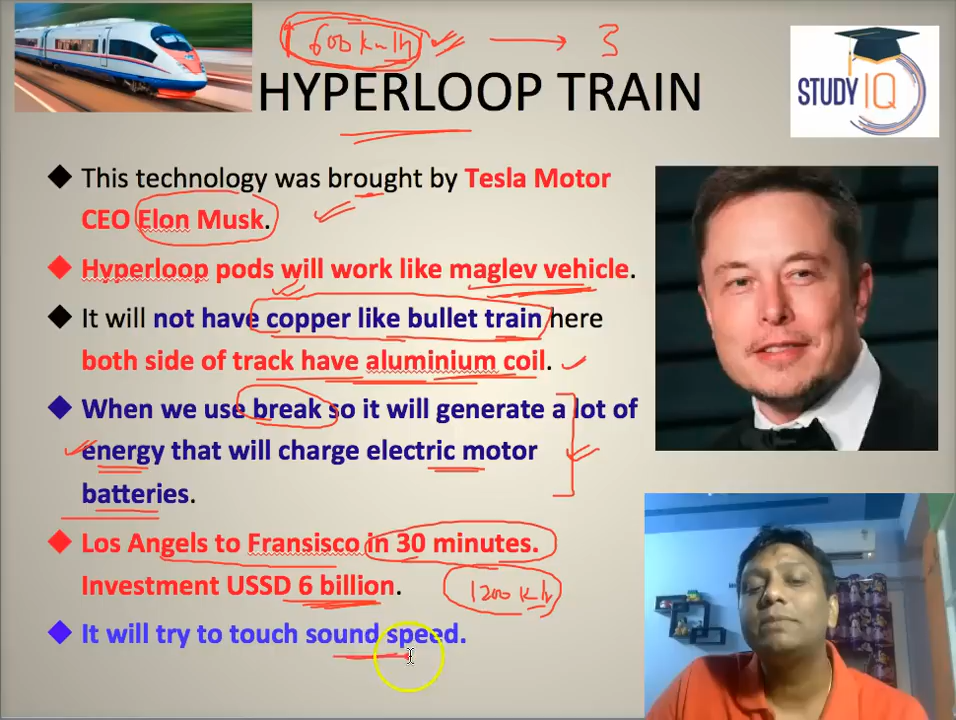 600 km/h → 3
HYPERLOOP TRAIN
STUDY IQ
◆ This technology was brought by Tesla Motor
CEO Elon Musk.
◆ Hyperloop pods will work like maglev vehicle.
◆ It will not have copper like bullet train here
both side of track have aluminium coil.
◆ When we use break so it will generate a lot of
energy that will charge electric motor
batteries.
◆ Los Angels to Fransisco in 30 minutes.
Investment USSD 6 billion.
1200 km/h
◆ It will try to touch sound speed.